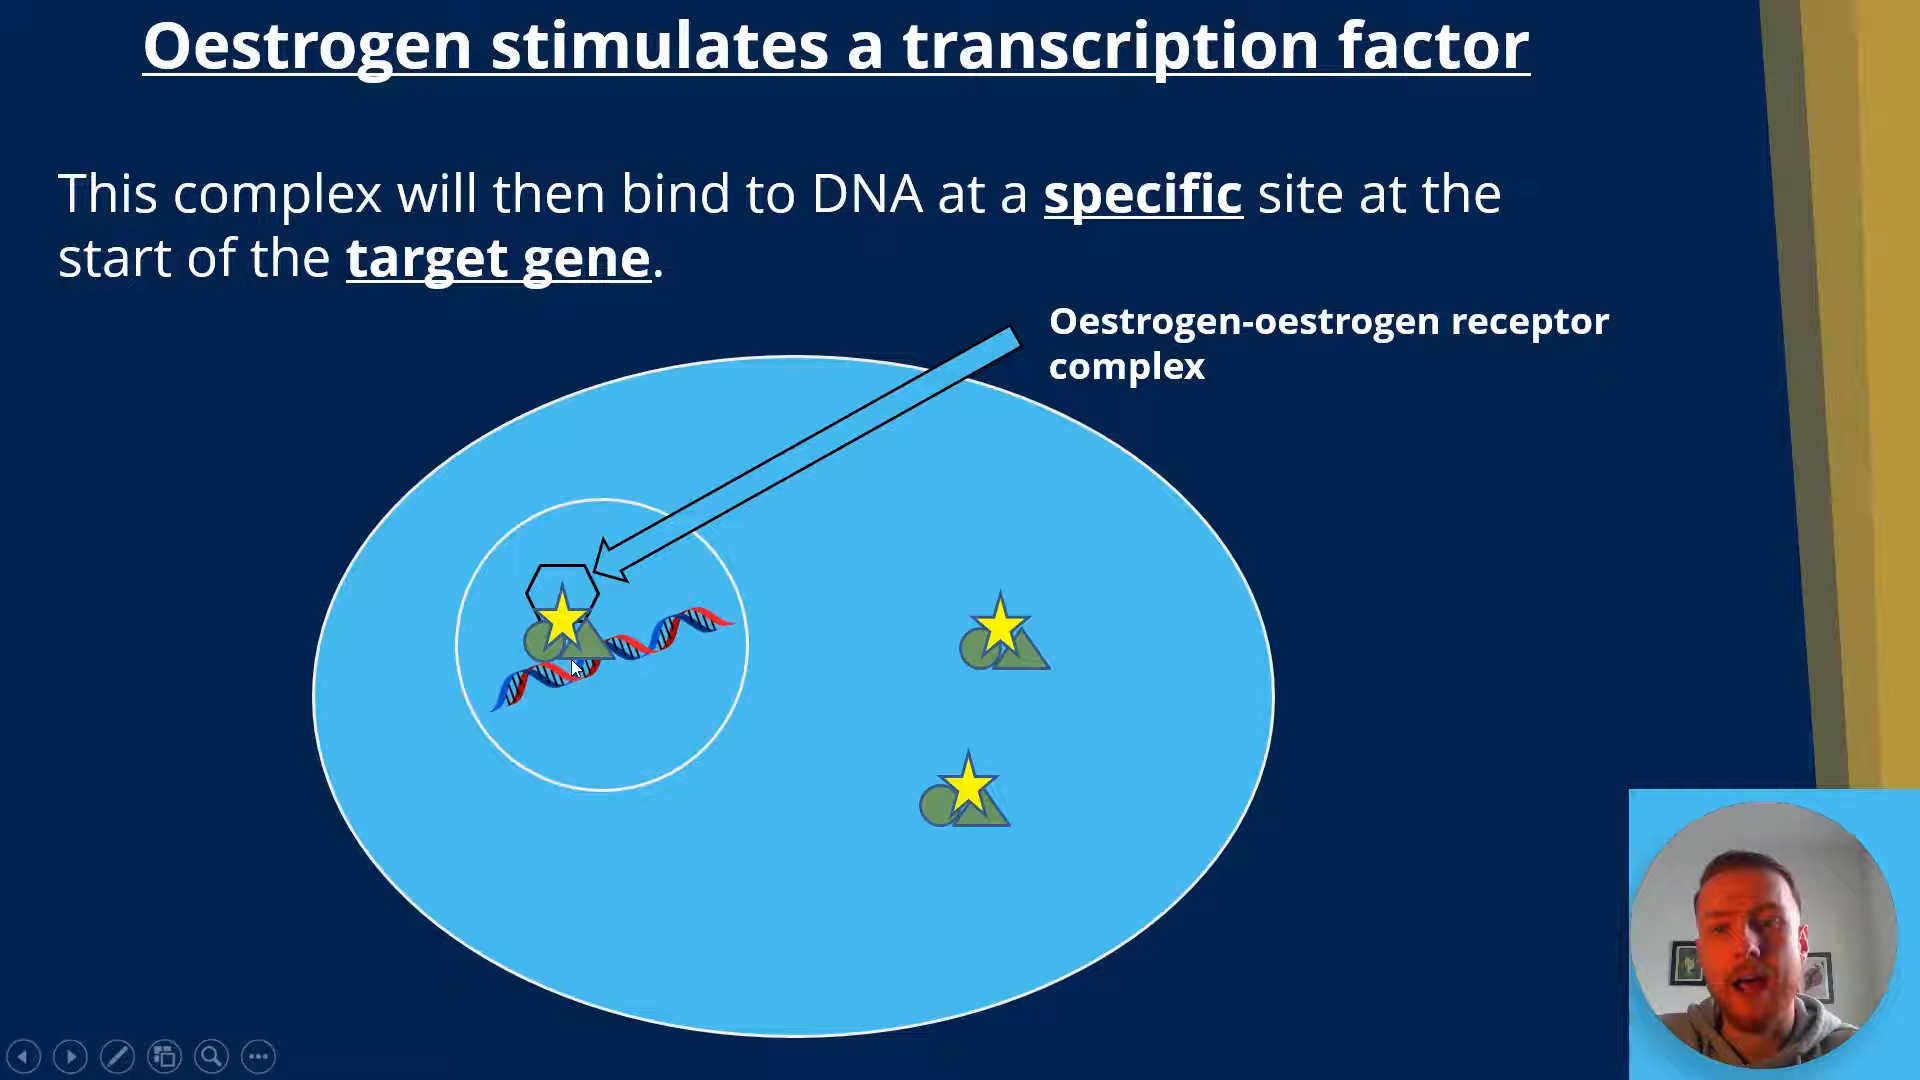 Oestrogen stimulates a transcription factor
This complex will then bind to DNA at a specific site at the
start of the target gene.
Oestrogen-oestrogen receptor
complex